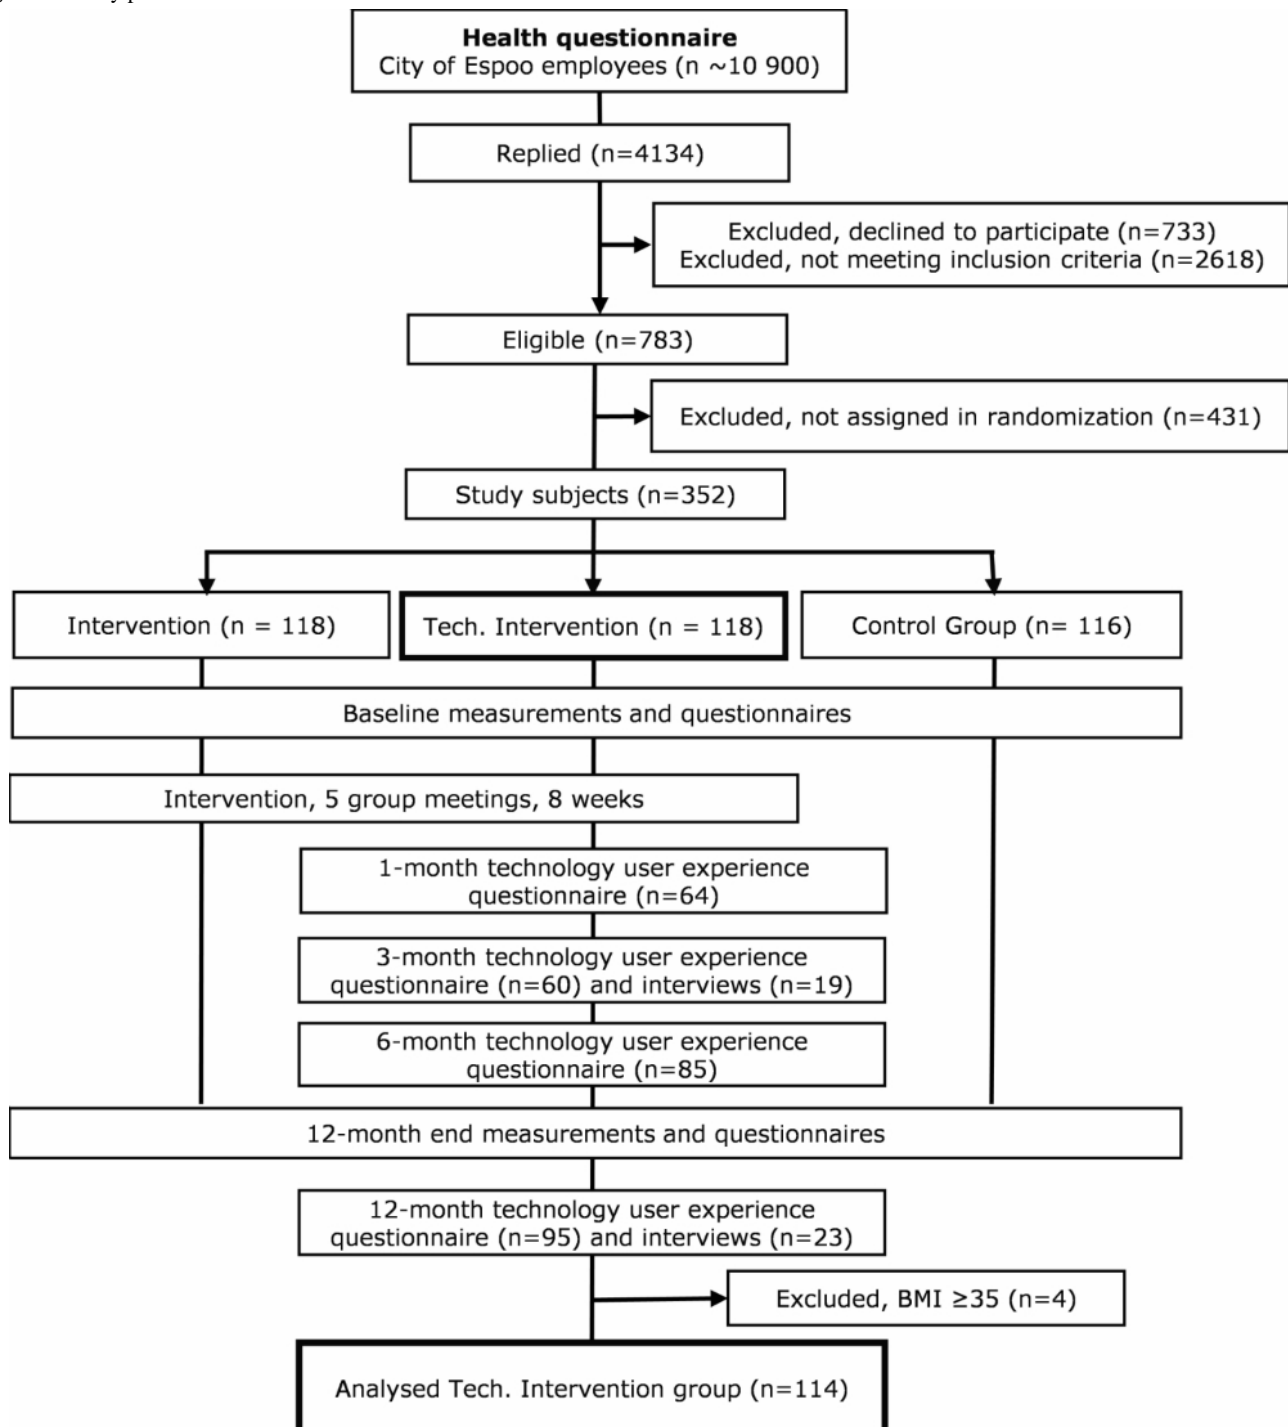 Health questionnaire
City of Espoo employees (n ~10 900)
Replied (n=4134)
Excluded, declined to participate (n=733)
Excluded, not meeting inclusion criteria (n=2618)
Eligible (n=783)
Excluded, not assigned in randomization (n=431)
Study subjects (n=352)
Intervention (n = 118)
Tech. Intervention (n = 118)
Control Group (n= 116)
Baseline measurements and questionnaires
Intervention, 5 group meetings, 8 weeks
1-month technology user experience
questionnaire (n=64)
3-month technology user experience
questionnaire (n=60) and interviews (n=19)
6-month technology user experience
questionnaire (n=85)
12-month end measurements and questionnaires
12-month technology user experience
questionnaire (n=95) and interviews (n=23)
Excluded, BMI ≥35 (n=4)
Analysed Tech. Intervention group (n=114)